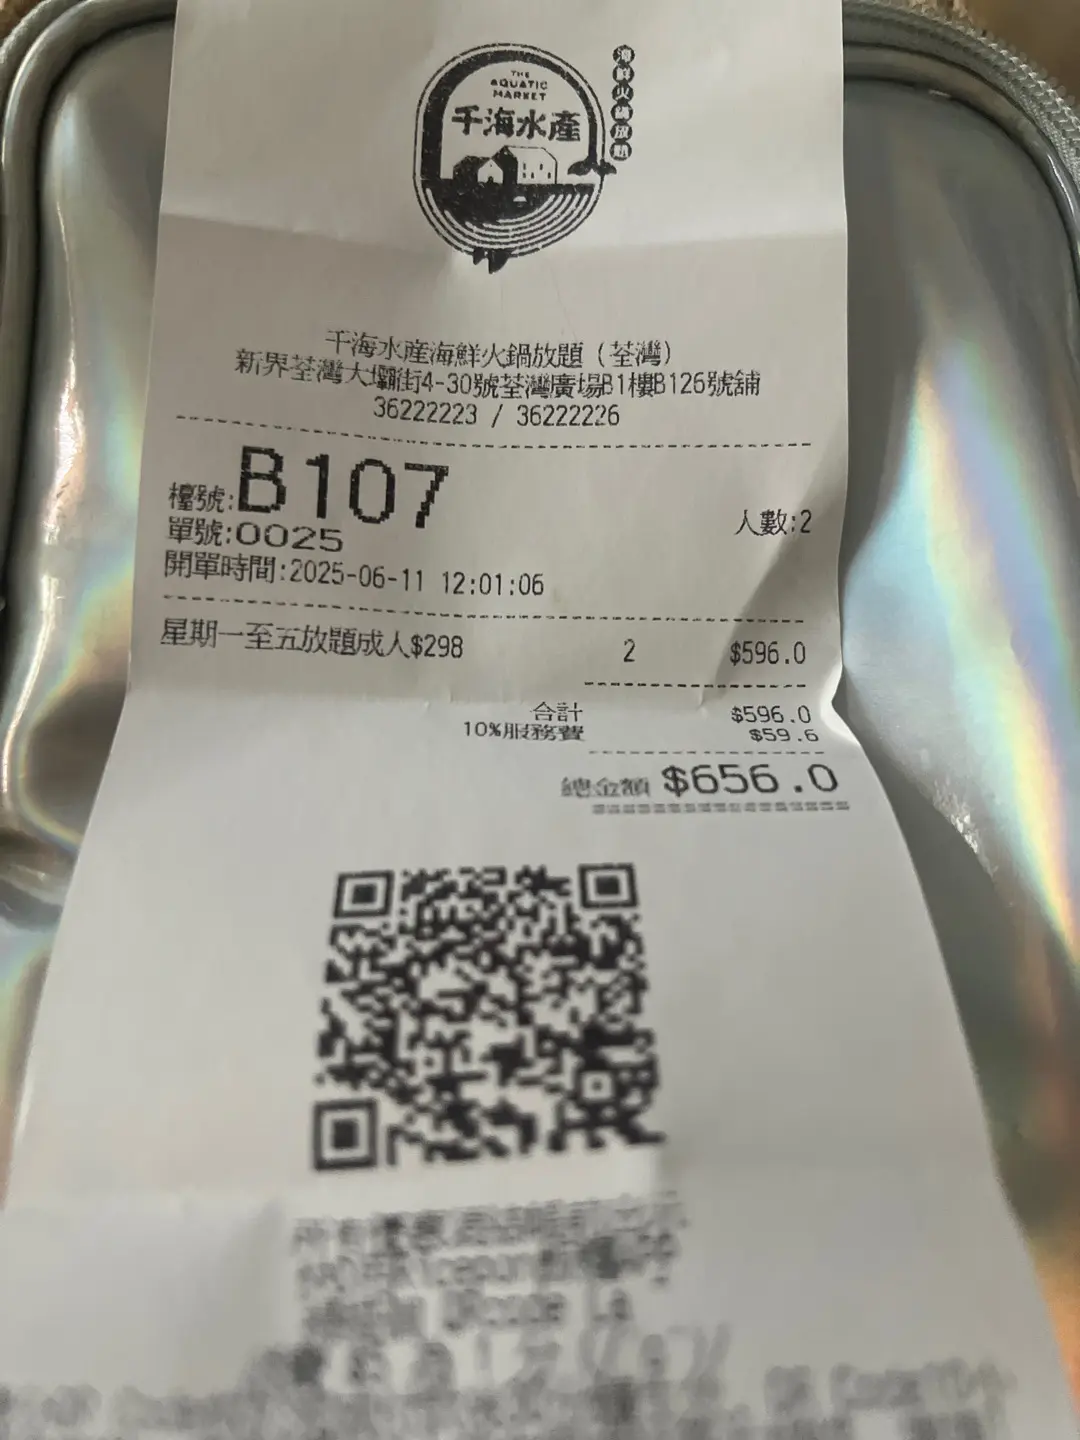 THE
AQUATIC
MARKET
千海水產
海鮮火鍋放題
千海水産海鮮火鍋放題（荃灣）
新界荃灣大壩街4-30號荃灣廣場B1樓B126號舖
36222223 / 36222226
檯號:B107
人數:2
單號:0025
開單時間:2025-06-11 12:01:06
星期一至五放題成人$298 2 $596.0
合計 $596.0
10%服務費 $59.6
總金額 $656.0
所有優惠